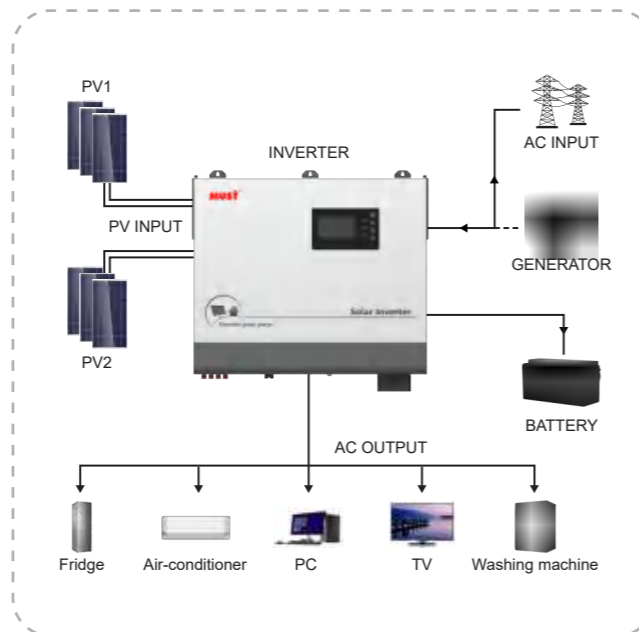 PV1
INVERTER
AC INPUT
MUST
PV INPUT
GENERATOR
Solar Inverter
PV2
BATTERY
AC OUTPUT
Fridge
Air-conditioner
PC
TV
Washing machine